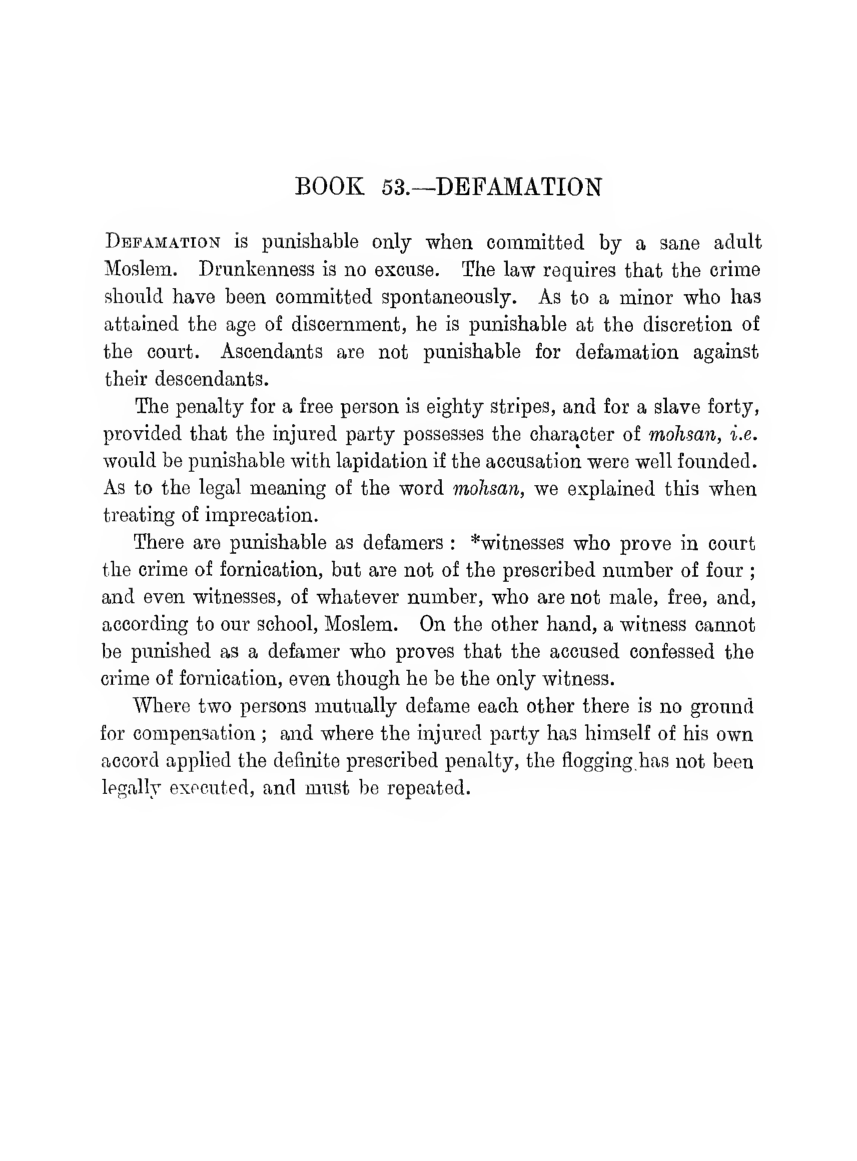 BOOK 53.—DEFAMATION
DEFAMATION is punishable only when committed by a sane adult
Moslem. Drunkenness is no excuse. The law requires that the crime
should have been committed spontaneously. As to a minor who has
attained the age of discernment, he is punishable at the discretion of
the court. Ascendants are not punishable for defamation against
their descendants.
The penalty for a free person is eighty stripes, and for a slave forty,
provided that the injured party possesses the character of mohsan, i.e.
would be punishable with lapidation if the accusation were well founded.
As to the legal meaning of the word mohsan, we explained this when
treating of imprecation.
There are punishable as defamers : *witnesses who prove in court
the crime of fornication, but are not of the prescribed number of four ;
and even witnesses, of whatever number, who are not male, free, and,
according to our school, Moslem. On the other hand, a witness cannot
be punished as a defamer who proves that the accused confessed the
crime of fornication, even though he be the only witness.
Where two persons mutually defame each other there is no ground
for compensation ; and where the injured party has himself of his own
accord applied the definite prescribed penalty, the flogging has not been
legally executed, and must be repeated.